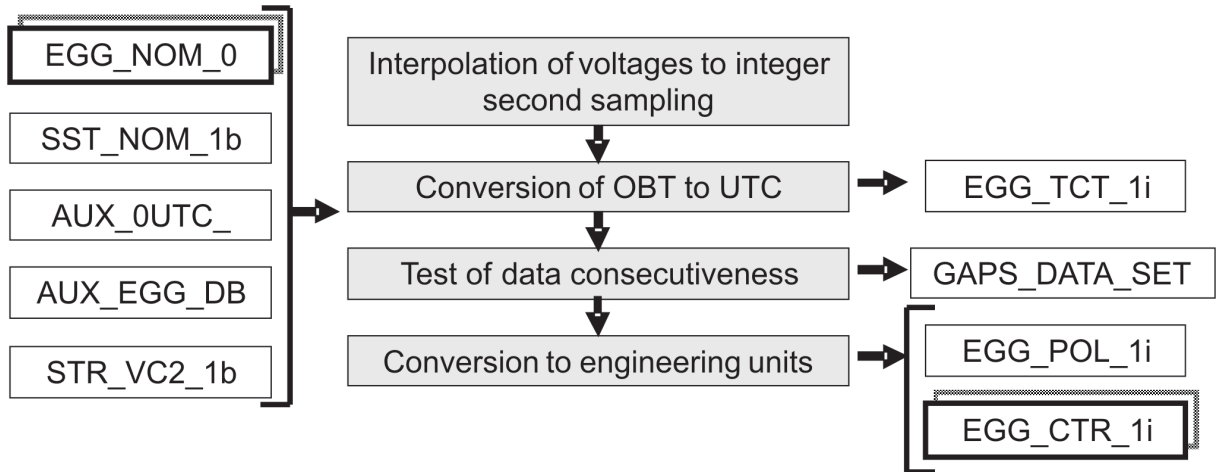 EGG_NOM_0
SST_NOM_1b
AUX_0UTC_
AUX_EGG_DB
STR_VC2_1b
Interpolation of voltages to integer
second sampling
Conversion of OBT to UTC
Test of data consecutiveness
Conversion to engineering units
EGG_TCT_1i
GAPS_DATA_SET
EGG_POL_1i
EGG_CTR_1i